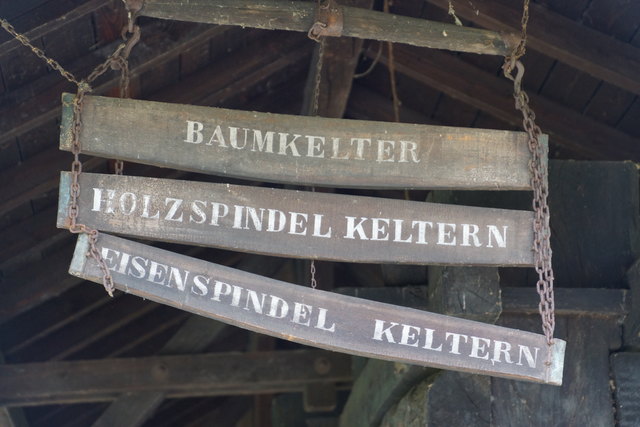 BAUMKELTER
HOLZSPINDEL KELTERN
EISENSPINDEL KELTERN